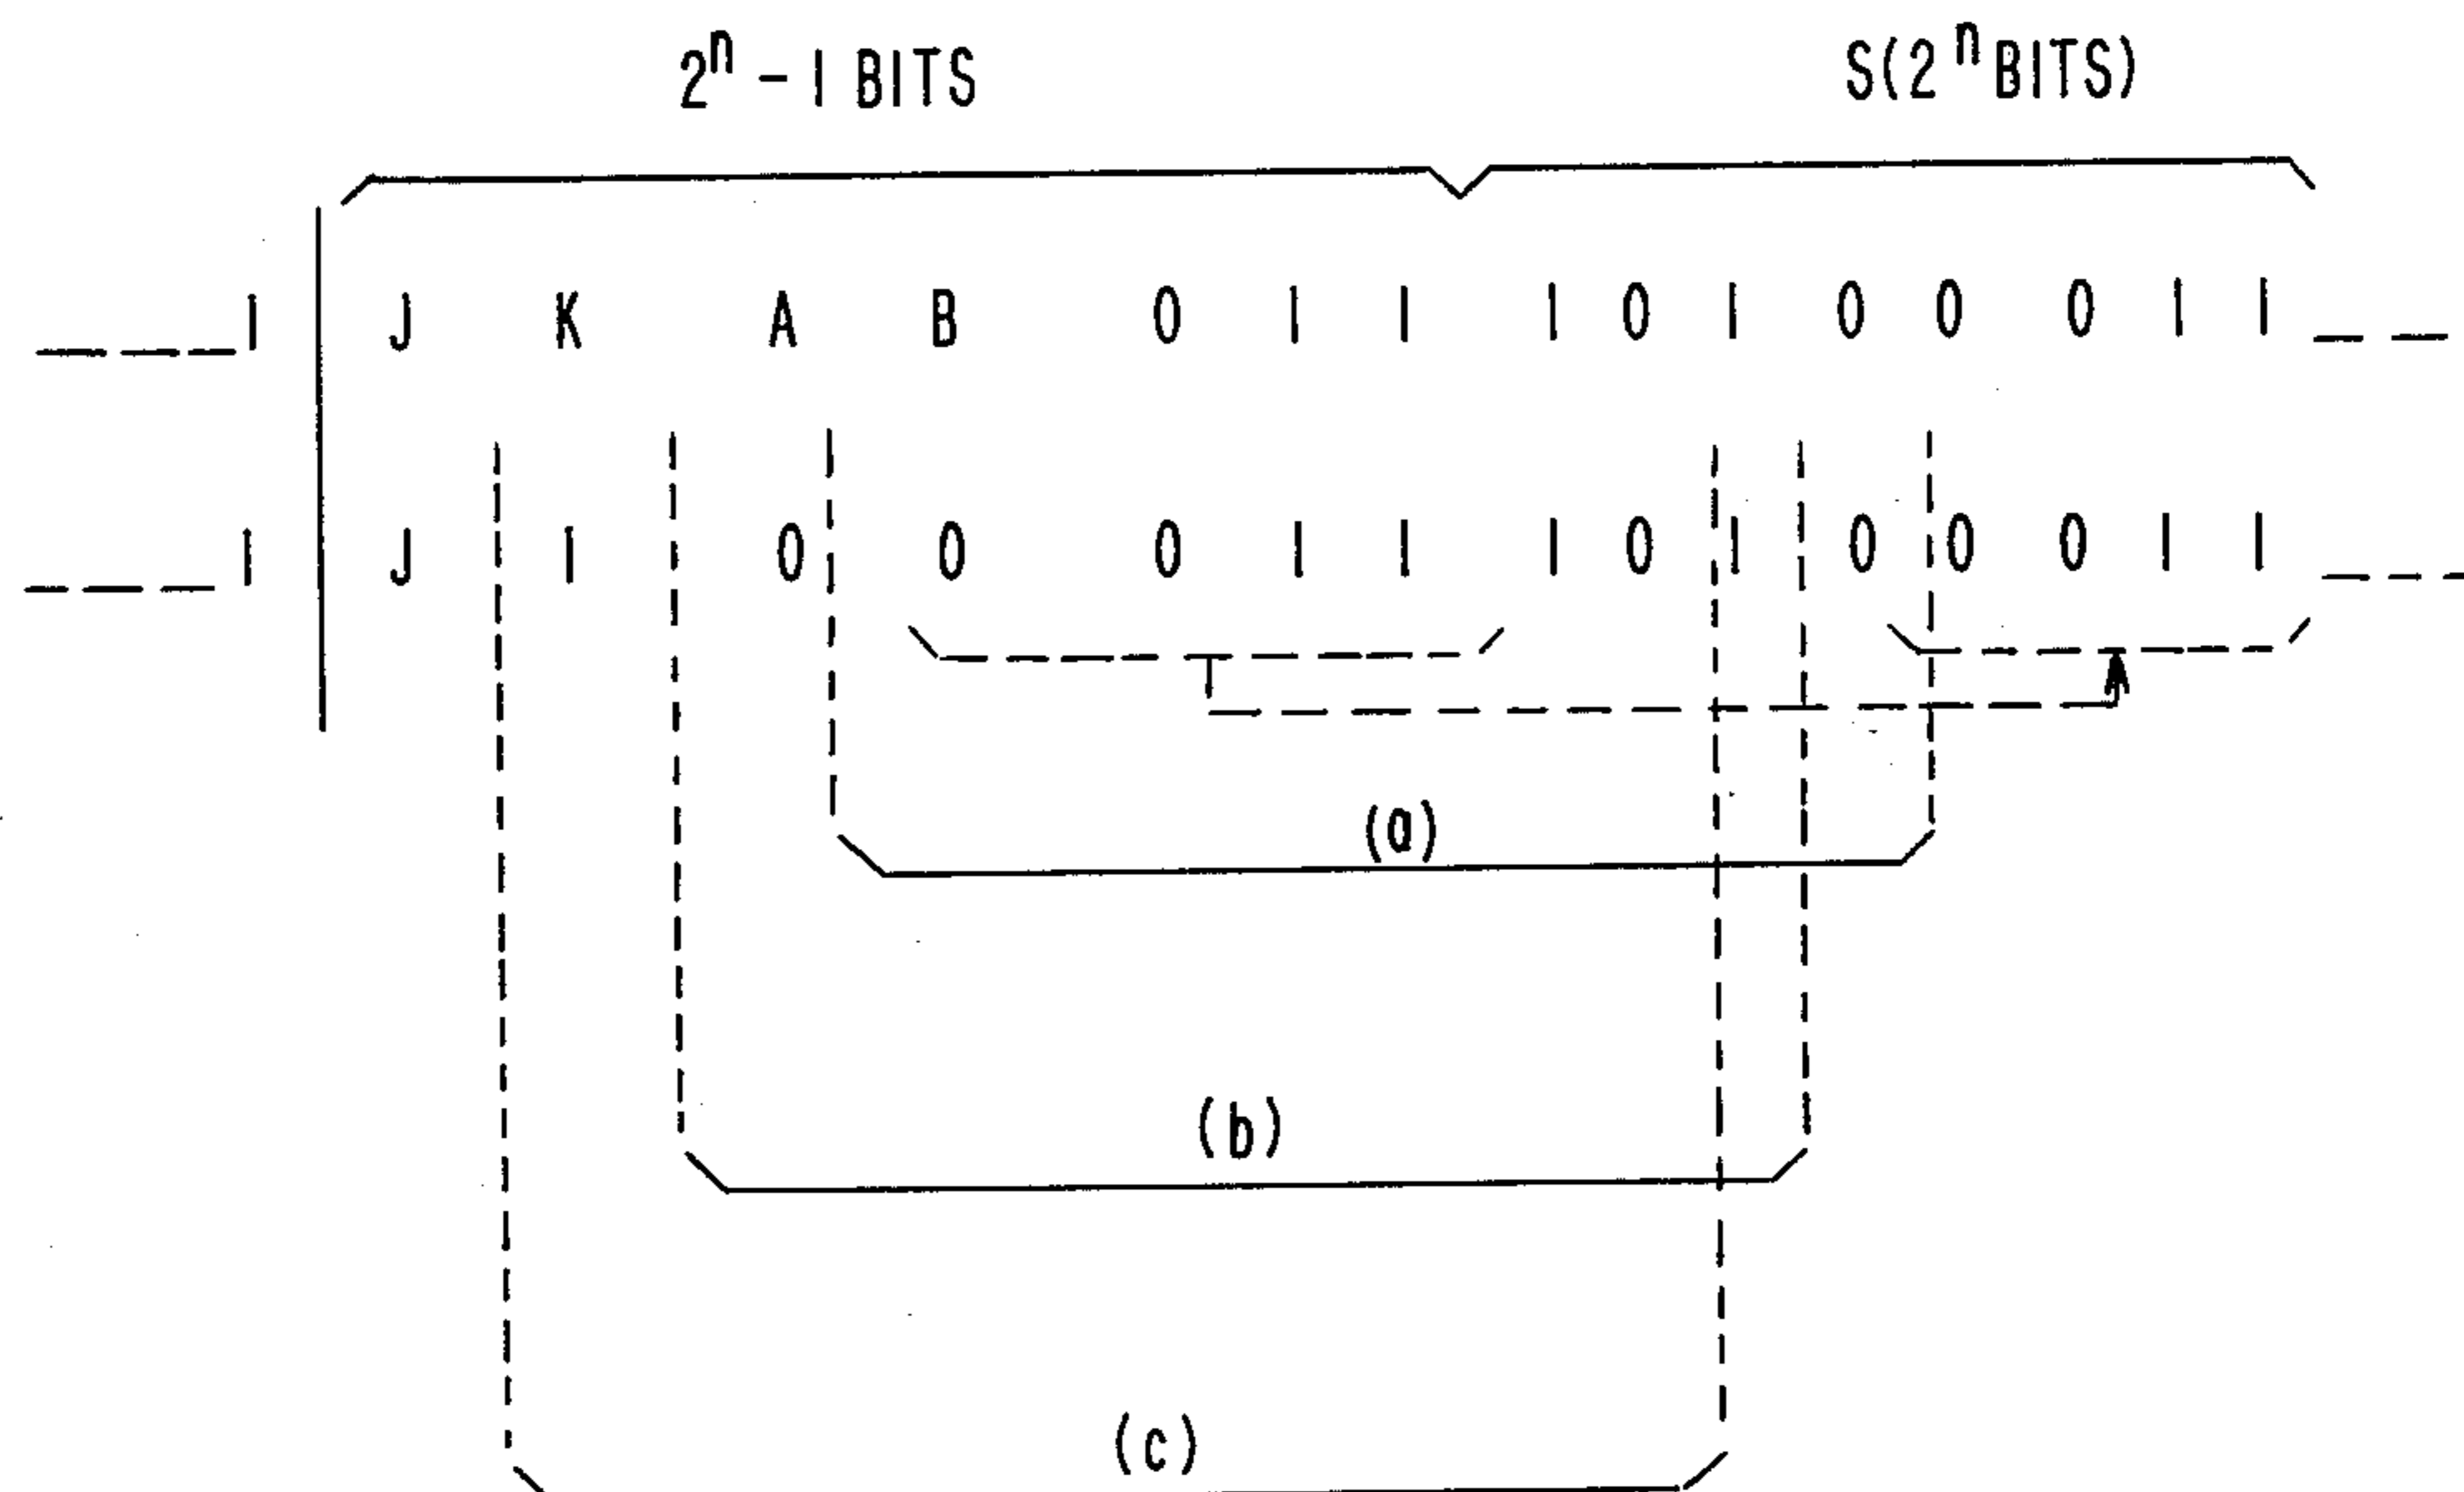 2ⁿ - 1 BITS S(2ⁿ BITS)
1 J K A B 0 1 1 1 0 1 0 0 0 1 1
1 J 1 0 0 0 1 1 1 0 1 0 0 0 1 1
(a)
(b)
(c)